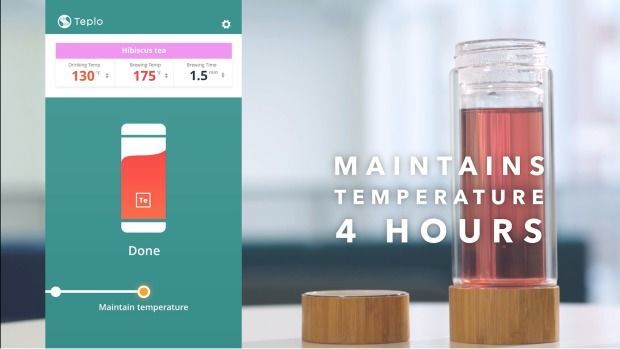 Teplo
Hibiscus tea
Drinking Temp Brewing Temp Brewing Time
130 °F 175 °F 1.5 min
Te
Done
Maintain temperature
MAINTAINS
TEMPERATURE
4 HOURS